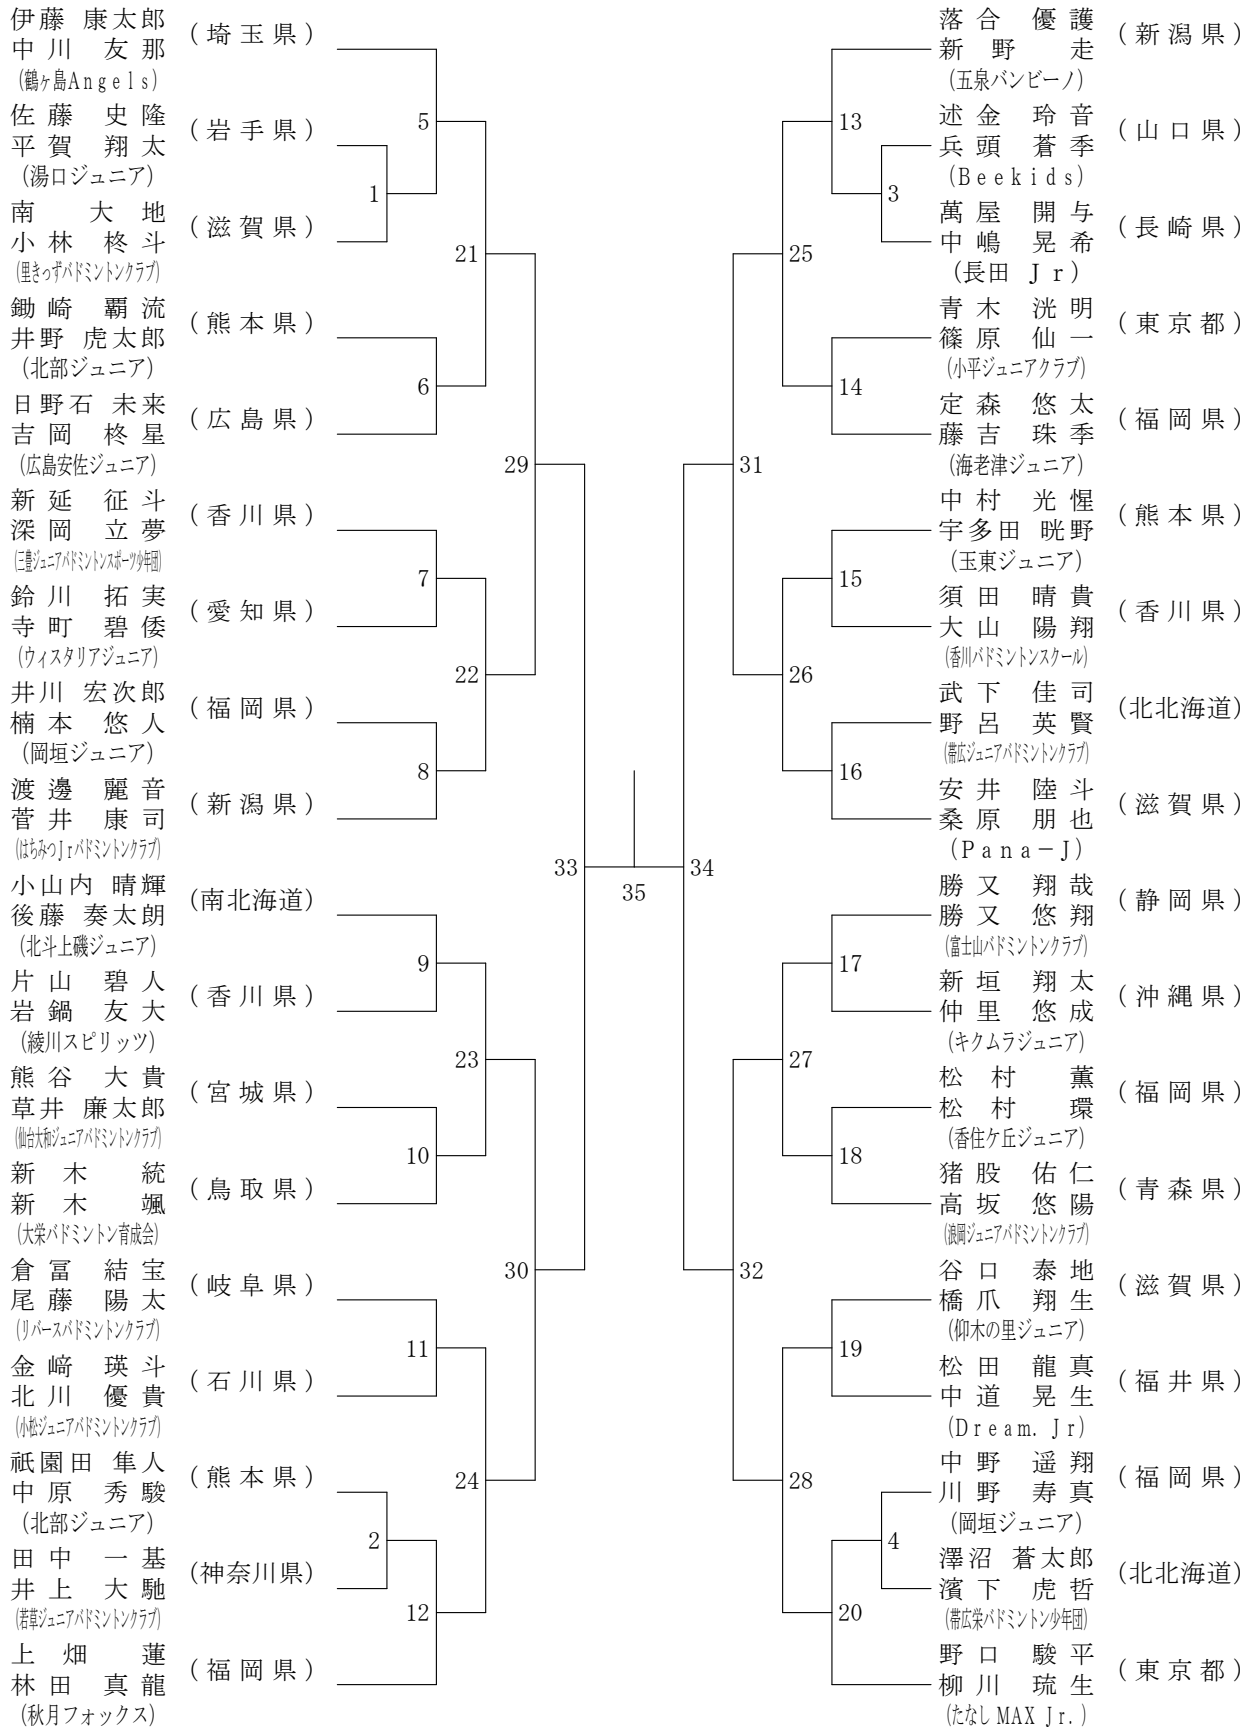 伊藤 康太郎
中川 友那
(埼玉県)
(鶴ヶ島Angels)
佐藤 史隆
平賀 翔太
(岩手県)
(湯口ジュニア)
南 大地
小林 柊斗
(滋賀県)
(里きっずバドミントンクラブ)
鋤崎 覇流
井野 虎太郎
(熊本県)
(北部ジュニア)
日野石 未来
吉岡 柊星
(広島県)
(広島安佐ジュニア)
新延 征斗
深岡 立夢
(香川県)
(三豊ジュニアバドミントンスポーツ少年団)
鈴川 拓実
寺町 碧倭
(愛知県)
(ウィスタリアジュニア)
井川 宏次郎
楠本 悠人
(福岡県)
(岡垣ジュニア)
渡邊 麗音
菅井 康司
(新潟県)
(はちみつJrバドミントンクラブ)
小山内 晴輝
後藤 奏太朗
(南北海道)
(北斗上磯ジュニア)
片山 碧人
岩鍋 友大
(香川県)
(綾川スピリッツ)
熊谷 大貴
草井 廉太郎
(宮城県)
(仙台大和ジュニアバドミントンクラブ)
新木 統
新木 颯
(鳥取県)
(大栄バドミントン育成会)
倉冨 結宝
尾藤 陽太
(岐阜県)
(リバースバドミントンクラブ)
金﨑 瑛斗
北川 優貴
(石川県)
(小松ジュニアバドミントンクラブ)
祇園田 隼人
中原 秀駿
(熊本県)
(北部ジュニア)
田中 一基
井上 大馳
(神奈川県)
(若草ジュニアバドミントンクラブ)
上畑 蓮
林田 真龍
(福岡県)
(秋月フォックス)
5
1
21
6
29
7
22
8
33
9
23
10
30
11
24
2
12
35
34
13
3
25
14
31
15
26
16
17
27
18
32
19
28
4
20
落合 優護
新野 走
(新潟県)
(五泉バンビーノ)
述金 玲音
兵頭 蒼季
(山口県)
(Beekids)
萬屋 開与
中嶋 晃希
(長崎県)
(長田 Jr)
青木 洸明
篠原 仙一
(東京都)
(小平ジュニアクラブ)
定森 悠太
藤吉 珠季
(福岡県)
(海老津ジュニア)
中村 光惺
宇多田 晄野
(熊本県)
(玉東ジュニア)
須田 晴貴
大山 陽翔
(香川県)
(香川バドミントンスクール)
武下 佳司
野呂 英賢
(北北海道)
(帯広ジュニアバドミントンクラブ)
安井 陸斗
桑原 朋也
(滋賀県)
(Pana−J)
勝又 翔哉
勝又 悠翔
(静岡県)
(富士山バドミントンクラブ)
新垣 翔太
仲里 悠成
(沖縄県)
(キクムラジュニア)
松村 薫
松村 環
(福岡県)
(香住ケ丘ジュニア)
猪股 佑仁
高坂 悠陽
(青森県)
(浪岡ジュニアバドミントンクラブ)
谷口 泰地
橋爪 翔生
(滋賀県)
(仰木の里ジュニア)
松田 龍真
中道 晃生
(福井県)
(Dream.Jr)
中野 遥翔
川野 寿真
(福岡県)
(岡垣ジュニア)
澤沼 蒼太郎
濱下 虎哲
(北北海道)
(帯広栄バドミントン少年団)
野口 駿平
柳川 琉生
(東京都)
(たなし MAX Jr.)